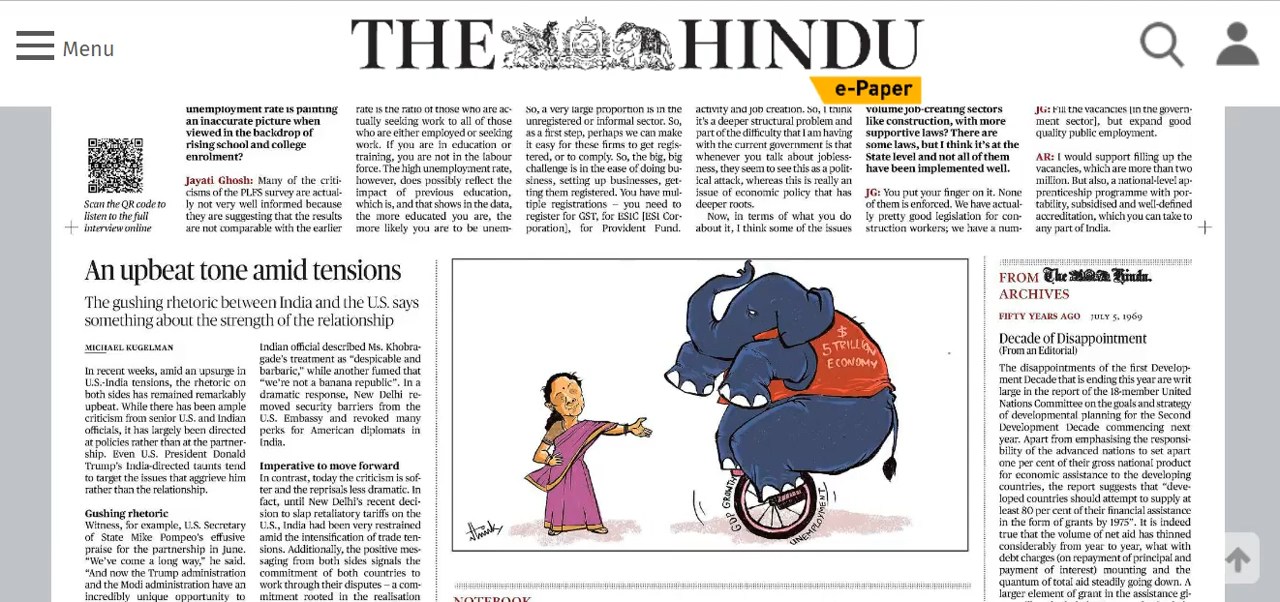 Menu
THE HINDU
e-Paper
unemployment rate is painting
an inaccurate picture when
viewed in the backdrop of
rising school and college
enrolment?
Jayati Ghosh: Many of the criti-
cisms of the PLFS survey are actual-
ly not very well informed because
they are suggesting that the results
are not comparable with the earlier
Scan the QR code to
listen to the full
interview online
rate is the ratio of those who are ac-
tually seeking work to all of those
who are either employed or seeking
work. If you are in education or
training, you are not in the labour
force. The high unemployment rate,
however, does possibly reflect the
impact of previous education,
which is, and that shows in the data,
the more educated you are, the
more likely you are to be unem-
So, a very large proportion is in the
unregistered or informal sector. So,
as a first step, perhaps we can make
it easy for these firms to get regis-
tered, or to comply. So, the big, big
challenge is in the ease of doing busi-
ness, setting up businesses, get-
ting them registered. You have mul-
tiple registrations – you need to
register for GST, for ESIC [ESI Cor-
poration], for Provident Fund.
activity and job creation. So, I think
it's a deeper structural problem and
part of the difficulty that I am having
with the current government is that
whenever you talk about jobless-
ness, they seem to see this as a polit-
ical attack, whereas this is really an
issue of economic policy that has
deeper roots.
Now, in terms of what you do
about it, I think some of the issues
volume job-creating sectors
like construction, with more
supportive laws? There are
some laws, but I think it's at the
State level and not all of them
have been implemented well.
JG: You put your finger on it. None
of them is enforced. We have actual-
ly pretty good legislation for con-
struction workers; we have a num-
JG: Fill the vacancies [in the govern-
ment sector], but expand good
quality public employment.
AR: I would support filling up the
vacancies, which are more than two
million. But also, a national-level ap-
prenticeship programme with por-
tability, subsidised and well-defined
accreditation, which you can take to
any part of India.
An upbeat tone amid tensions
The gushing rhetoric between India and the U.S. says
something about the strength of the relationship
MICHAEL KUGELMAN
In recent weeks, amid an upsurge in
U.S.-India tensions, the rhetoric on
both sides has remained remarkably
upbeat. While there has been ample
criticism from senior U.S. and Indian
officials, it has largely been directed
at policies rather than at the partner-
ship. Even U.S. President Donald
Trump's India-directed taunts tend
to target the issues that aggrieve him
rather than the relationship.
Gushing rhetoric
Witness, for example, U.S. Secretary
of State Mike Pompeo's effusive
praise for the partnership in June.
“We've come a long way,” he said.
“And now the Trump administration
and the Modi administration have an
incredibly unique opportunity to
Indian official described Ms. Khobra-
gade's treatment as “despicable and
barbaric,” while another fumed that
“we're not a banana republic”. In a
dramatic response, New Delhi re-
moved security barriers from the
U.S. Embassy and revoked many
perks for American diplomats in
India.
Imperative to move forward
In contrast, today the criticism is sof-
ter and the reprisals less dramatic. In
fact, until New Delhi's recent deci-
sion to slap retaliatory tariffs on the
U.S., India had been very restrained
amid the intensification of trade ten-
sions. Additionally, the positive mes-
saging from both sides signals the
commitment of both countries to
work through their disputes – a com-
mitment rooted in the realisation
$
5 TRILLION
ECONOMY
GDP GROWTH
UNEMPLOYMENT
NOTEBOOK
FROM The Hindu.
ARCHIVES
FIFTY YEARS AGO JULY 5, 1969
Decade of Disappointment
(From an Editorial)
The disappointments of the first Develop-
ment Decade that is ending this year are writ
large in the report of the 18-member United
Nations Committee on the goals and strategy
of developmental planning for the Second
Development Decade commencing next
year. Apart from emphasising the responsi-
bility of the advanced nations to set apart
one per cent of their gross national product
for economic assistance to the developing
countries, the report suggests that “deve-
loped countries should attempt to supply at
least 80 per cent of their financial assistance
in the form of grants by 1975”. It is indeed
true that the volume of net aid has thinned
considerably from year to year, what with
debt charges (on repayment of principal and
payment of interest) mounting and the
quantum of total aid steadily going down. A
larger element of grant in the assistance gi-